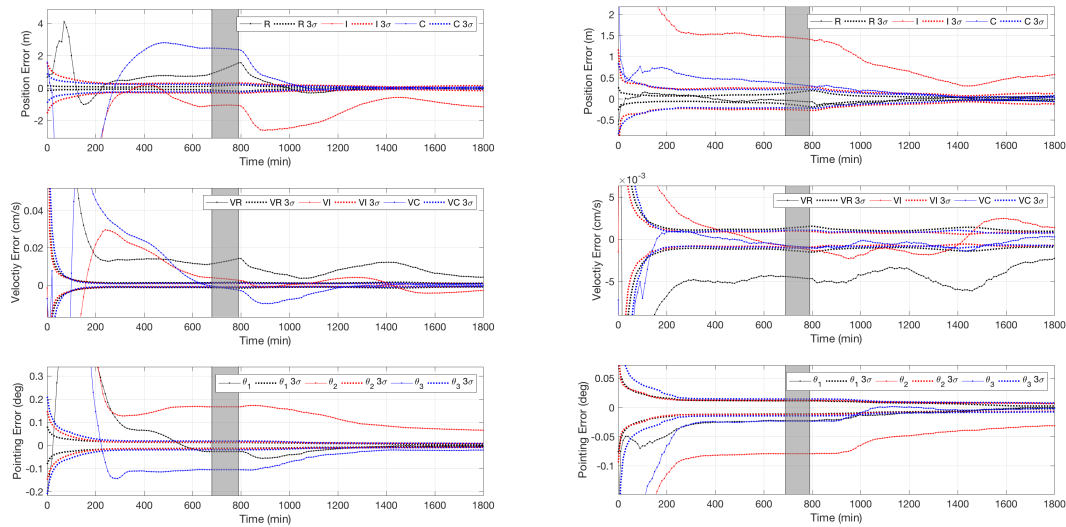 R R 3σ I I 3σ C C 3σ
Position Error (m)
4
2
0
-2
0 200 400 600 800 1000 1200 1400 1600 1800
Time (min)
VR VR 3σ VI VI 3σ VC VC 3σ
Veloctiy Error (cm/s)
0.04
0.02
0
0 200 400 600 800 1000 1200 1400 1600 1800
Time (min)
θ1 θ1 3σ θ2 θ2 3σ θ3 θ3 3σ
Pointing Error (deg)
0.3
0.2
0.1
0
-0.1
-0.2
0 200 400 600 800 1000 1200 1400 1600 1800
Time (min)
R R 3σ I I 3σ C C 3σ
Position Error (m)
2
1.5
1
0.5
0
-0.5
0 200 400 600 800 1000 1200 1400 1600 1800
Time (min)
×10-3
VR VR 3σ VI VI 3σ VC VC 3σ
Veloctiy Error (cm/s)
5
0
-5
0 200 400 600 800 1000 1200 1400 1600 1800
Time (min)
θ1 θ1 3σ θ2 θ2 3σ θ3 θ3 3σ
Pointing Error (deg)
0.05
0
-0.05
-0.1
0 200 400 600 800 1000 1200 1400 1600 1800
Time (min)